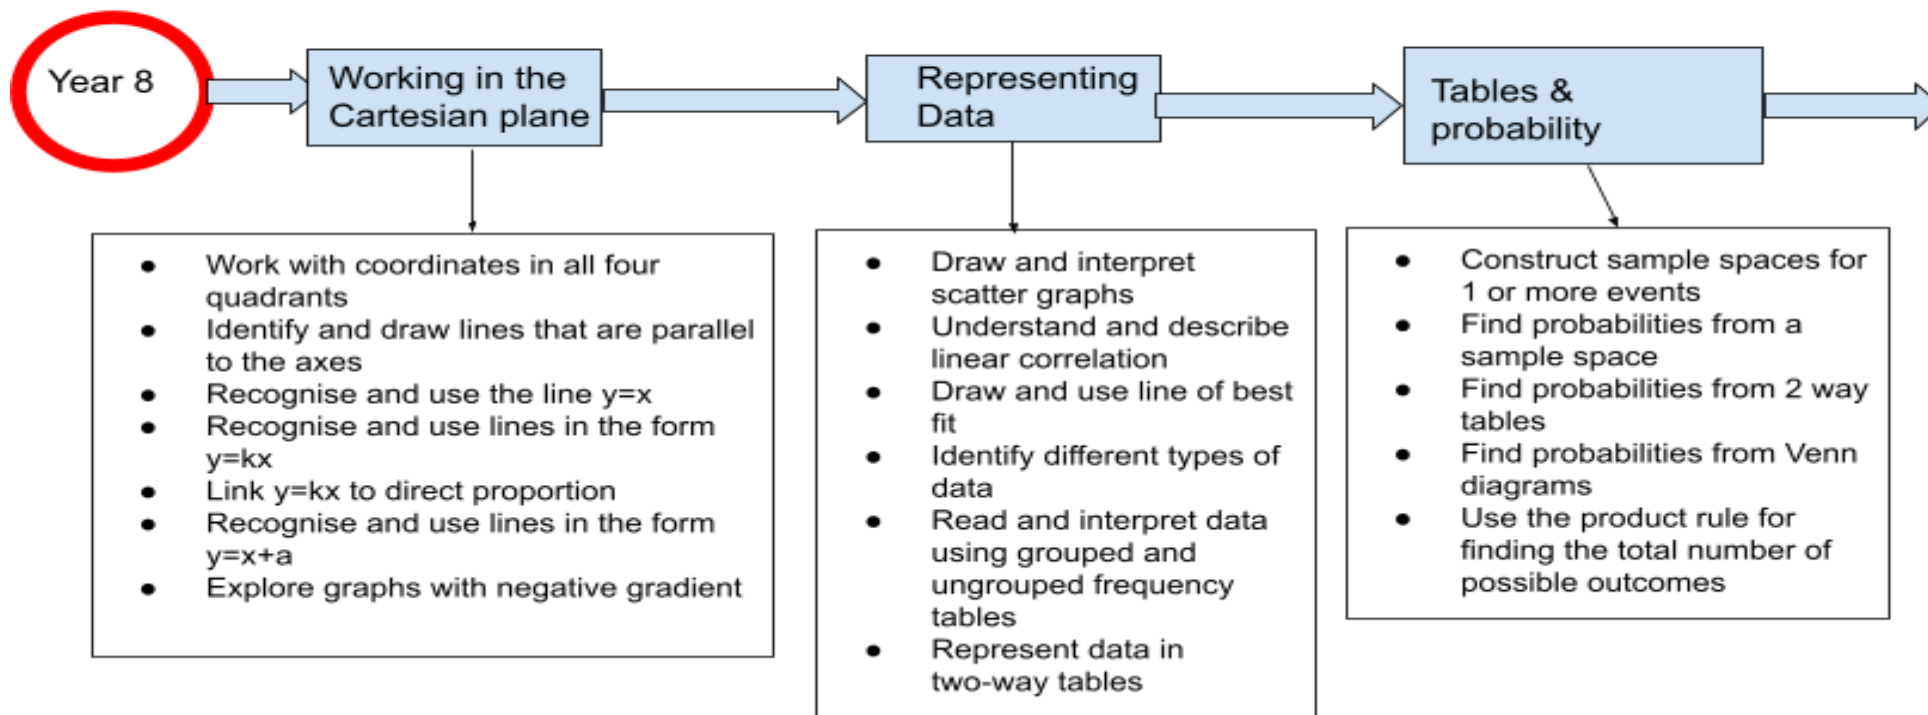 Year 8
Working in the
Cartesian plane
Representing
Data
Tables &
probability
● Work with coordinates in all four
quadrants
● Identify and draw lines that are parallel
to the axes
● Recognise and use the line y=x
● Recognise and use lines in the form
y=kx
● Link y=kx to direct proportion
● Recognise and use lines in the form
y=x+a
● Explore graphs with negative gradient
● Draw and interpret
scatter graphs
● Understand and describe
linear correlation
● Draw and use line of best
fit
● Identify different types of
data
● Read and interpret data
using grouped and
ungrouped frequency
tables
● Represent data in
two-way tables
● Construct sample spaces for
1 or more events
● Find probabilities from a
sample space
● Find probabilities from 2 way
tables
● Find probabilities from Venn
diagrams
● Use the product rule for
finding the total number of
possible outcomes